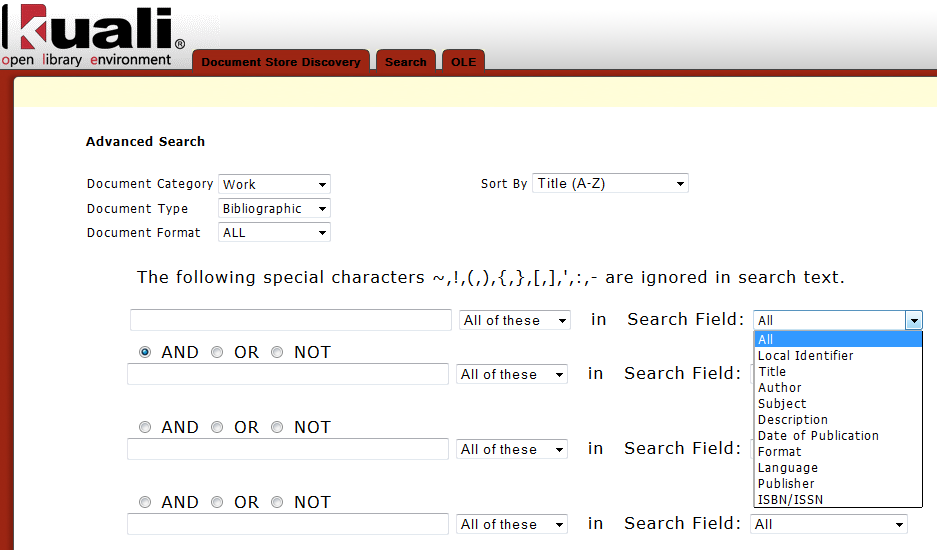 kuali®
open library environment
Document Store Discovery Search OLE
Advanced Search
Document Category Work Sort By Title (A-Z)
Document Type Bibliographic
Document Format ALL
The following special characters ~,!,(,),{,},[,],',:,- are ignored in search text.
All of these in Search Field: All
All
AND OR NOT
Local Identifier
Title
All of these in Search Field:
Author
Subject
Description
AND OR NOT
Date of Publication
All of these in Search Field:
Format
Language
Publisher
AND OR NOT
ISBN/ISSN
All of these in Search Field: All